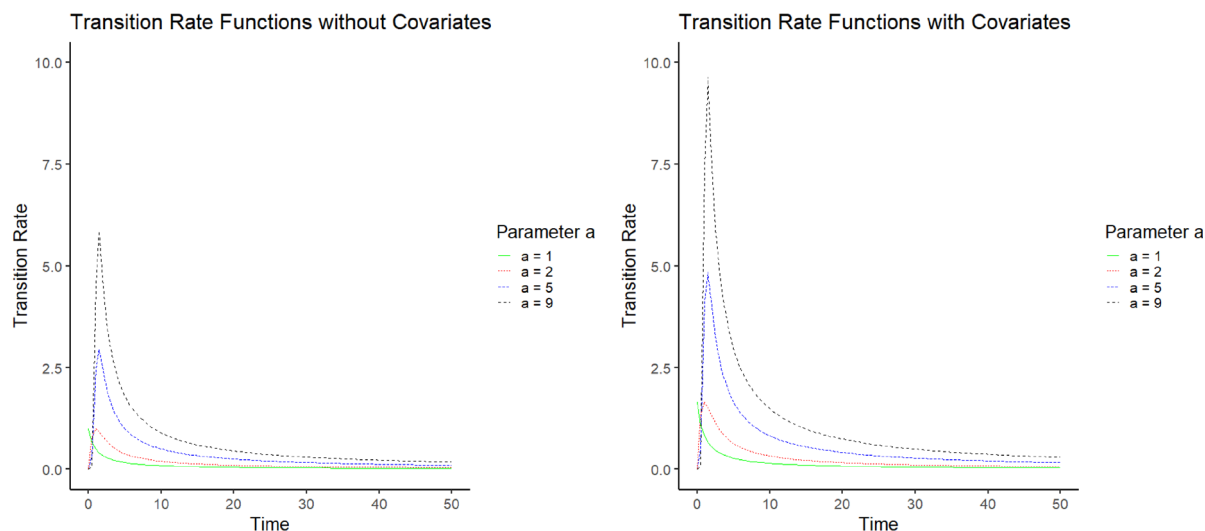 Transition Rate Functions without Covariates
10.0
7.5
5.0
2.5
0.0
Transition Rate
0
10
20
30
40
50
Time
Parameter a
a = 1
a = 2
a = 5
a = 9
Transition Rate Functions with Covariates
10.0
7.5
5.0
2.5
0.0
Transition Rate
0
10
20
30
40
50
Time
Parameter a
a = 1
a = 2
a = 5
a = 9